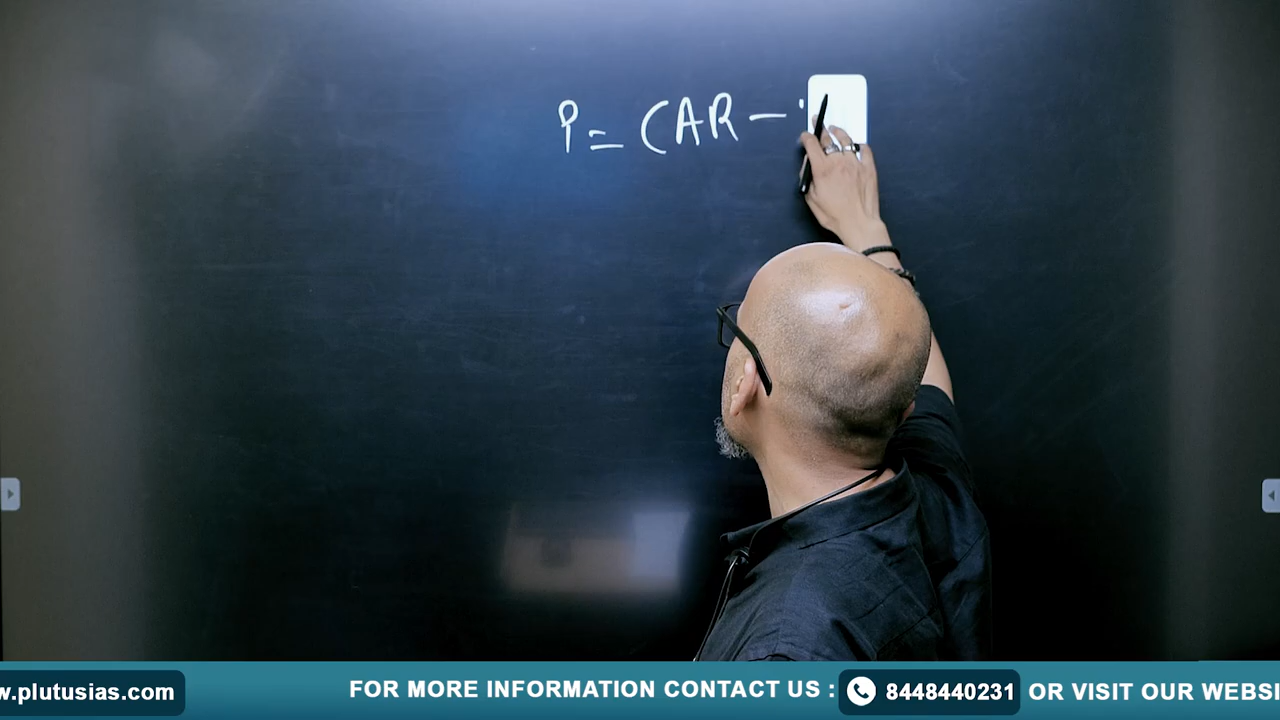 P = CAR -
w.plutusias.com FOR MORE INFORMATION CONTACT US : 8448440231 OR VISIT OUR WEBSI